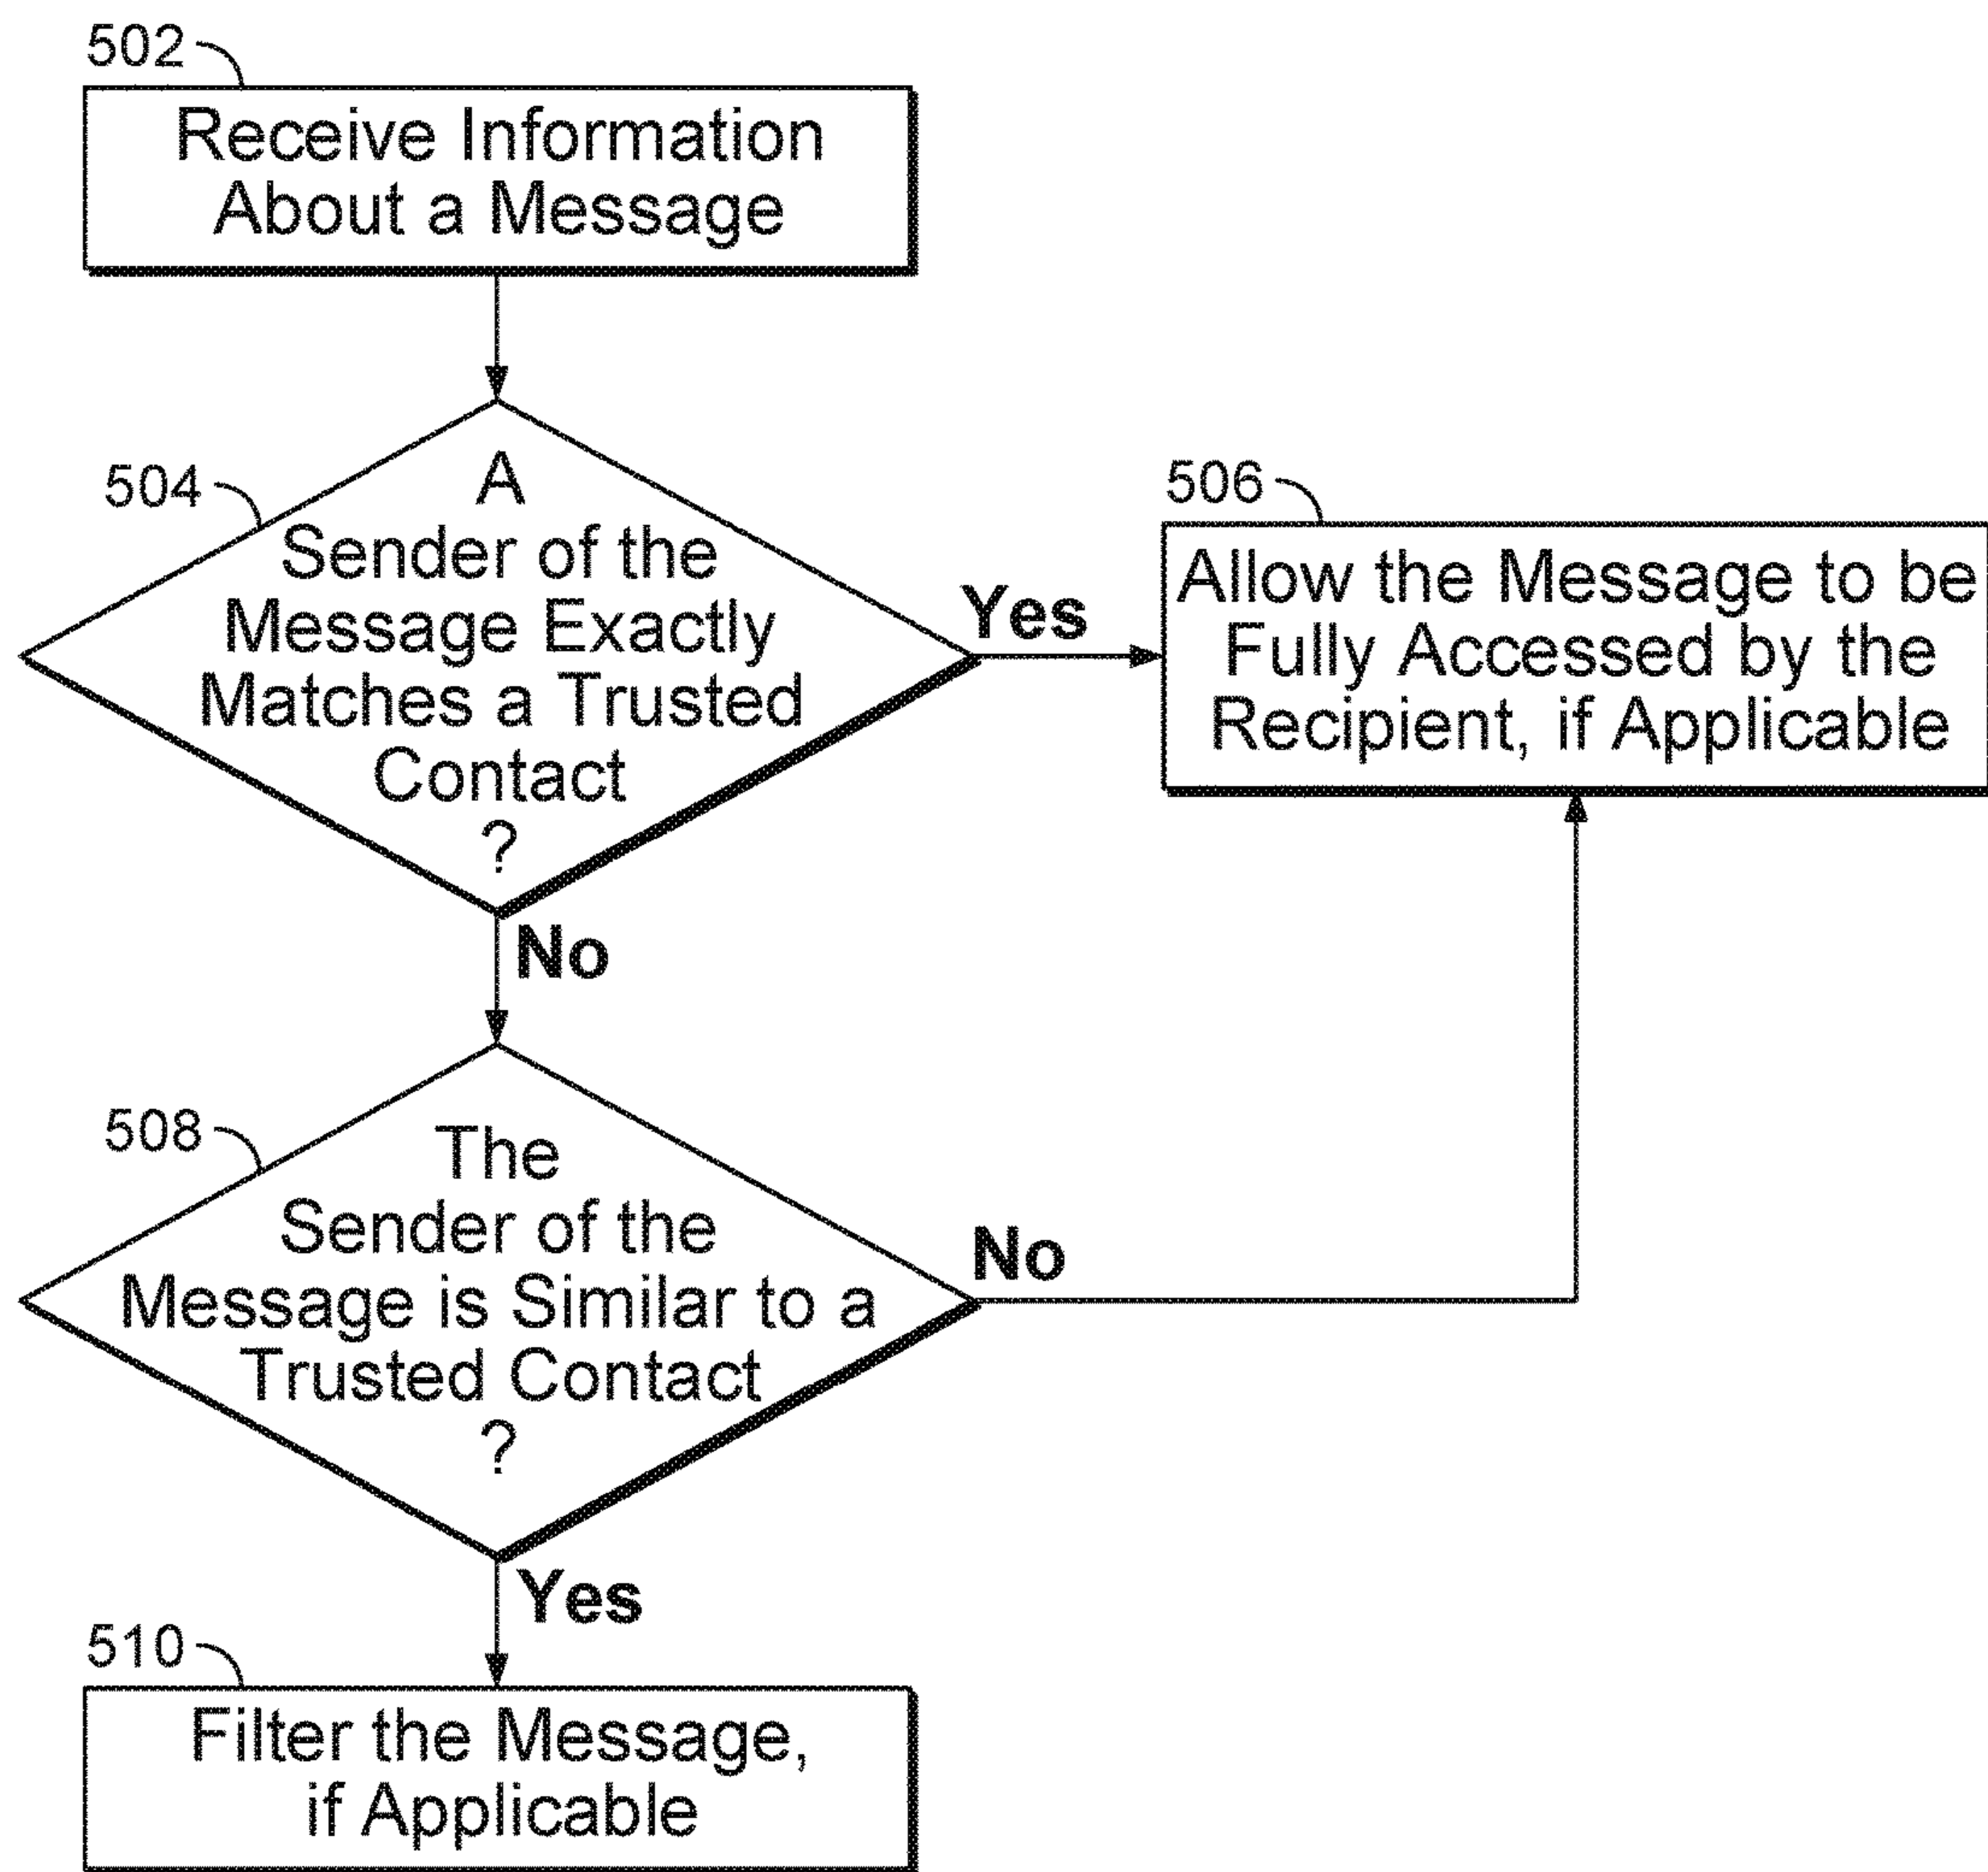 502
Receive Information
About a Message
504
A
Sender of the
Message Exactly
Matches a Trusted
Contact
?
Yes
506
Allow the Message to be
Fully Accessed by the
Recipient, if Applicable
No
508
The
Sender of the
Message is Similar to a
Trusted Contact
?
No
Yes
510
Filter the Message,
if Applicable